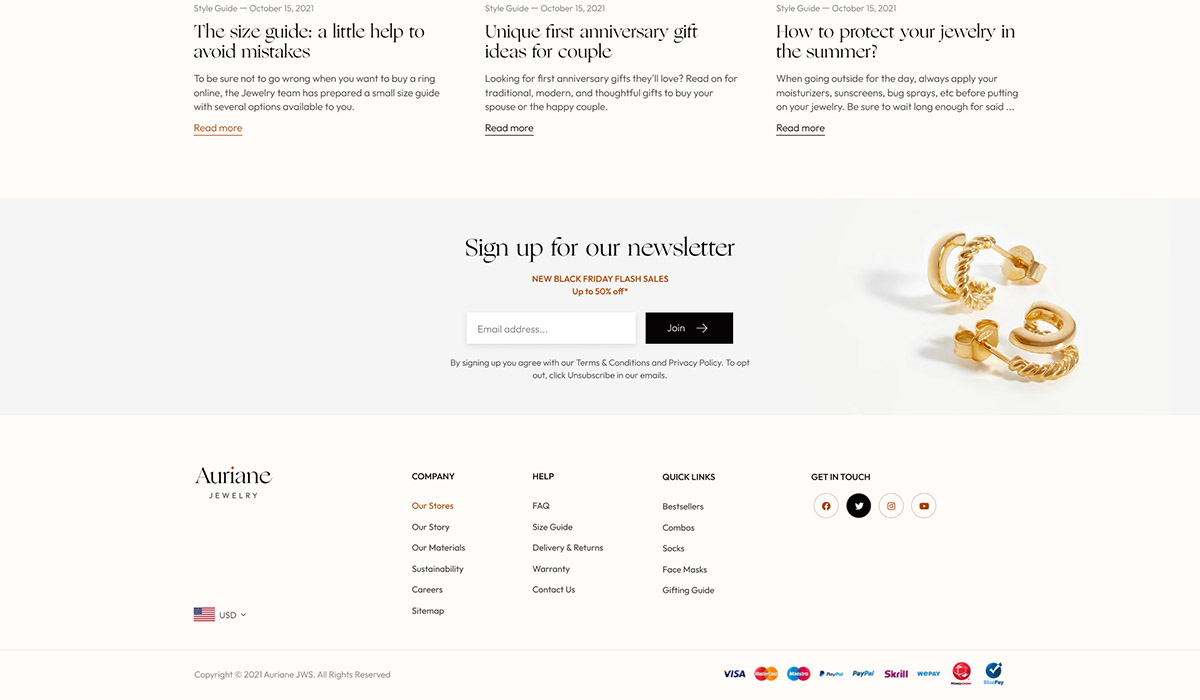 Style Guide — October 15, 2021
The size guide: a little help to
avoid mistakes
To be sure not to go wrong when you want to buy a ring
online, the Jewelry team has prepared a small size guide
with several options available to you.
Read more
Style Guide — October 15, 2021
Unique first anniversary gift
ideas for couple
Looking for first anniversary gifts they'll love? Read on for
traditional, modern, and thoughtful gifts to buy your
spouse or the happy couple.
Read more
Style Guide — October 15, 2021
How to protect your jewelry in
the summer?
When going outside for the day, always apply your
moisturizers, sunscreens, bug sprays, etc before putting
on your jewelry. Be sure to wait long enough for said ...
Read more
Sign up for our newsletter
NEW BLACK FRIDAY FLASH SALES
Up to 50% off*
Email address...
Join
By signing up you agree with our Terms & Conditions and Privacy Policy. To opt
out, click Unsubscribe in our emails.
Auriane
JEWELRY
USD
COMPANY
Our Stores
Our Story
Our Materials
Sustainability
Careers
Sitemap
HELP
FAQ
Size Guide
Delivery & Returns
Warranty
Contact Us
QUICK LINKS
Bestsellers
Combos
Socks
Face Masks
Gifting Guide
GET IN TOUCH
Copyright © 2021 Auriane JWS. All Rights Reserved
VISA
MasterCard
Maestro
PayPal
PayPal
Skrill
WePAY
BluePay